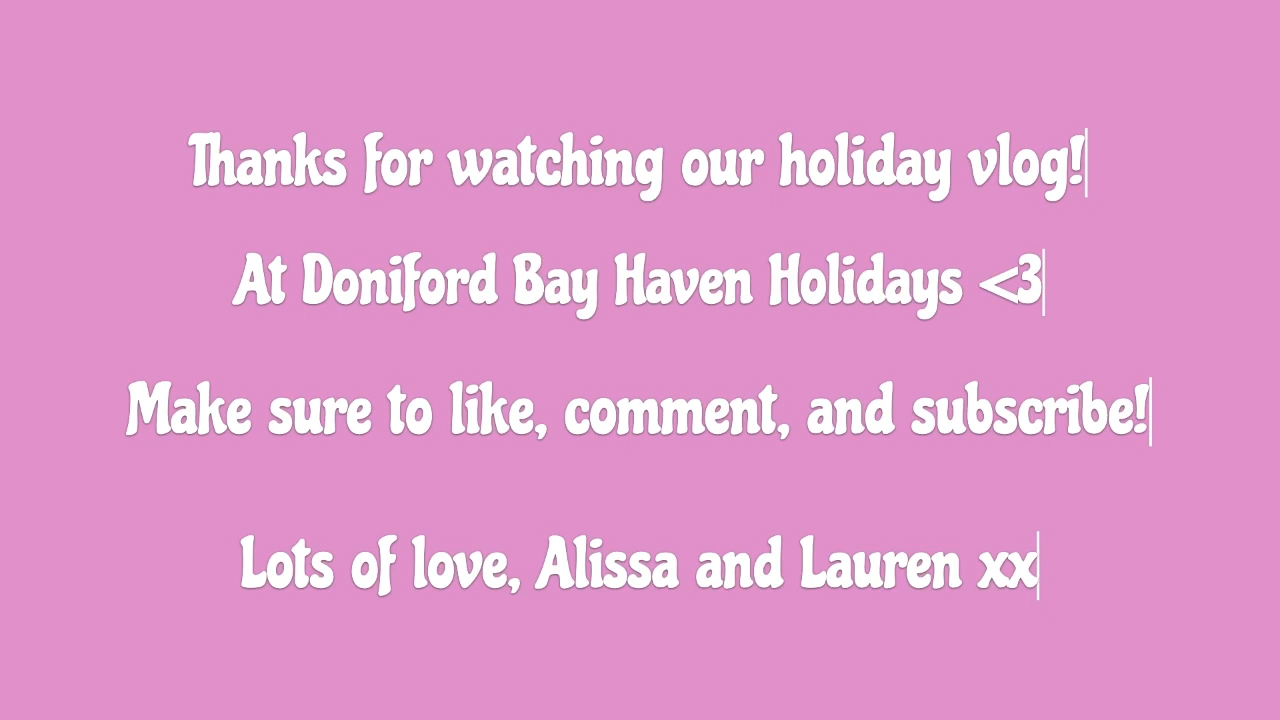 Thanks for watching our holiday vlog!
At Doniford Bay Haven Holidays <3
Make sure to like, comment, and subscribe!
Lots of love, Alissa and Lauren xx